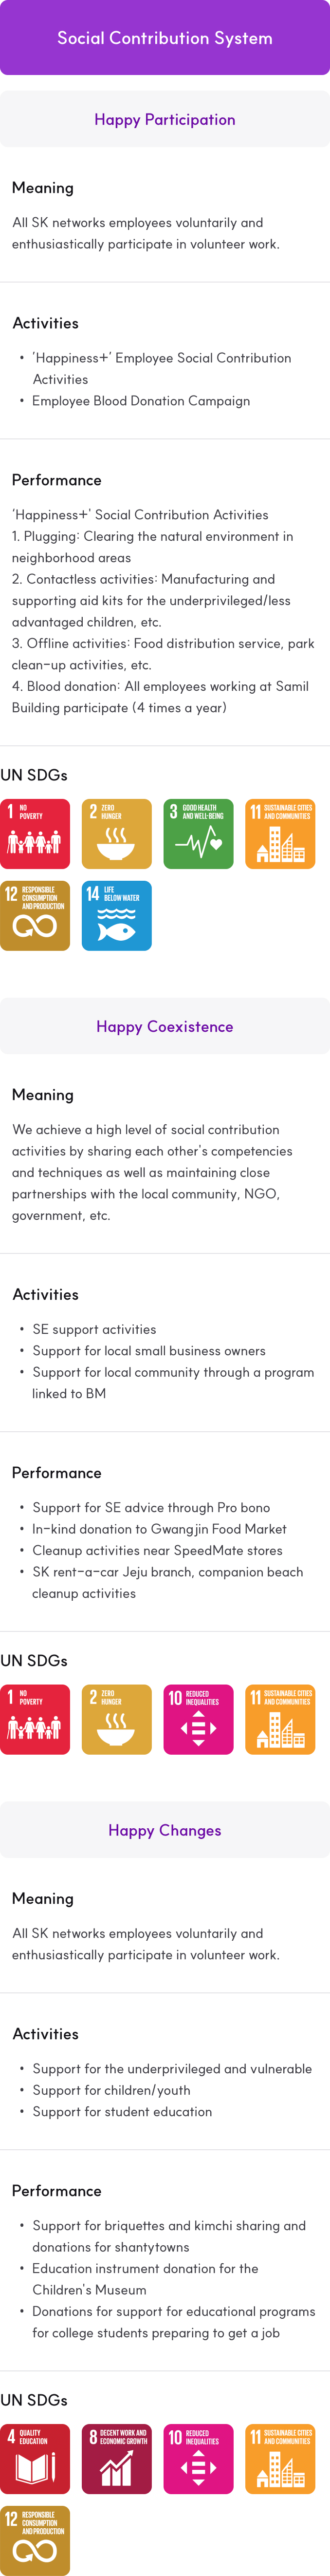 Social Contribution System
Happy Participation
Meaning
All SK networks employees voluntarily and
enthusiastically participate in volunteer work.
Activities
• 'Happiness+' Employee Social Contribution
Activities
• Employee Blood Donation Campaign
Performance
'Happiness+' Social Contribution Activities
1. Plugging: Clearing the natural environment in
neighborhood areas
2. Contactless activities: Manufacturing and
supporting aid kits for the underprivileged/less
advantaged children, etc.
3. Offline activities: Food distribution service, park
clean-up activities, etc.
4. Blood donation: All employees working at Samil
Building participate (4 times a year)
UN SDGs
1 NO
POVERTY
2 ZERO
HUNGER
3 GOOD HEALTH
AND WELL-BEING
11 SUSTAINABLE CITIES
AND COMMUNITIES
12 RESPONSIBLE
CONSUMPTION
AND PRODUCTION
14 LIFE
BELOW WATER
Happy Coexistence
Meaning
We achieve a high level of social contribution
activities by sharing each other's competencies
and techniques as well as maintaining close
partnerships with the local community, NGO,
government, etc.
Activities
• SE support activities
• Support for local small business owners
• Support for local community through a program
linked to BM
Performance
• Support for SE advice through Pro bono
• In-kind donation to Gwangjin Food Market
• Cleanup activities near SpeedMate stores
• SK rent-a-car Jeju branch, companion beach
cleanup activities
UN SDGs
1 NO
POVERTY
2 ZERO
HUNGER
10 REDUCED
INEQUALITIES
11 SUSTAINABLE CITIES
AND COMMUNITIES
Happy Changes
Meaning
All SK networks employees voluntarily and
enthusiastically participate in volunteer work.
Activities
• Support for the underprivileged and vulnerable
• Support for children/youth
• Support for student education
Performance
• Support for briquettes and kimchi sharing and
donations for shantytowns
• Education instrument donation for the
Children's Museum
• Donations for support for educational programs
for college students preparing to get a job
UN SDGs
4 QUALITY
EDUCATION
8 DECENT WORK AND
ECONOMIC GROWTH
10 REDUCED
INEQUALITIES
11 SUSTAINABLE CITIES
AND COMMUNITIES
12 RESPONSIBLE
CONSUMPTION
AND PRODUCTION